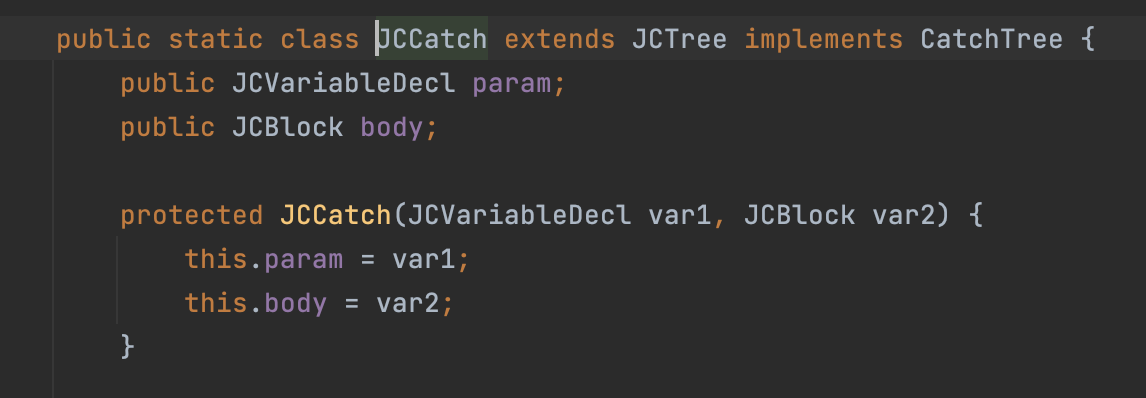 public static class JCCatch extends JCTree implements CatchTree {
public JCVariableDecl param;
public JCBlock body;
protected JCCatch(JCVariableDecl var1, JCBlock var2) {
this.param = var1;
this.body = var2;
}